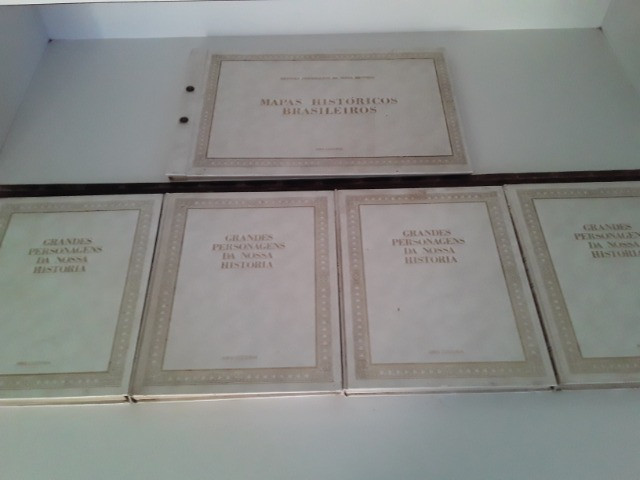 MAPAS HISTÓRICOS
BRASILEIROS
GRANDES
PERSONAGENS
DA NOSSA
HISTÓRIA
GRANDES
PERSONAGENS
DA NOSSA
HISTÓRIA
GRANDES
PERSONAGENS
DA NOSSA
HISTÓRIA
GRANDES
PERSONAGENS
DA NOSSA
HISTÓRIA